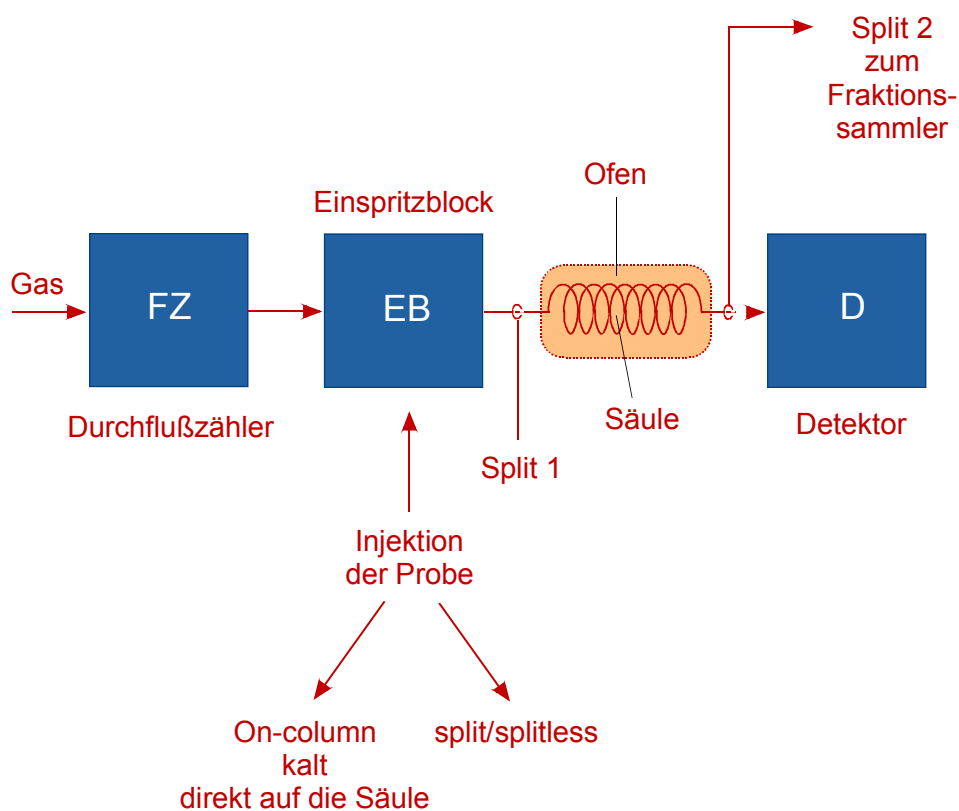 Split 2
zum
Fraktions-
sammler
Ofen
Einspritzblock
Gas
FZ
EB
D
Durchflußzähler
Säule
Detektor
Split 1
Injektion
der Probe
On-column
kalt
direkt auf die Säule
split/splitless